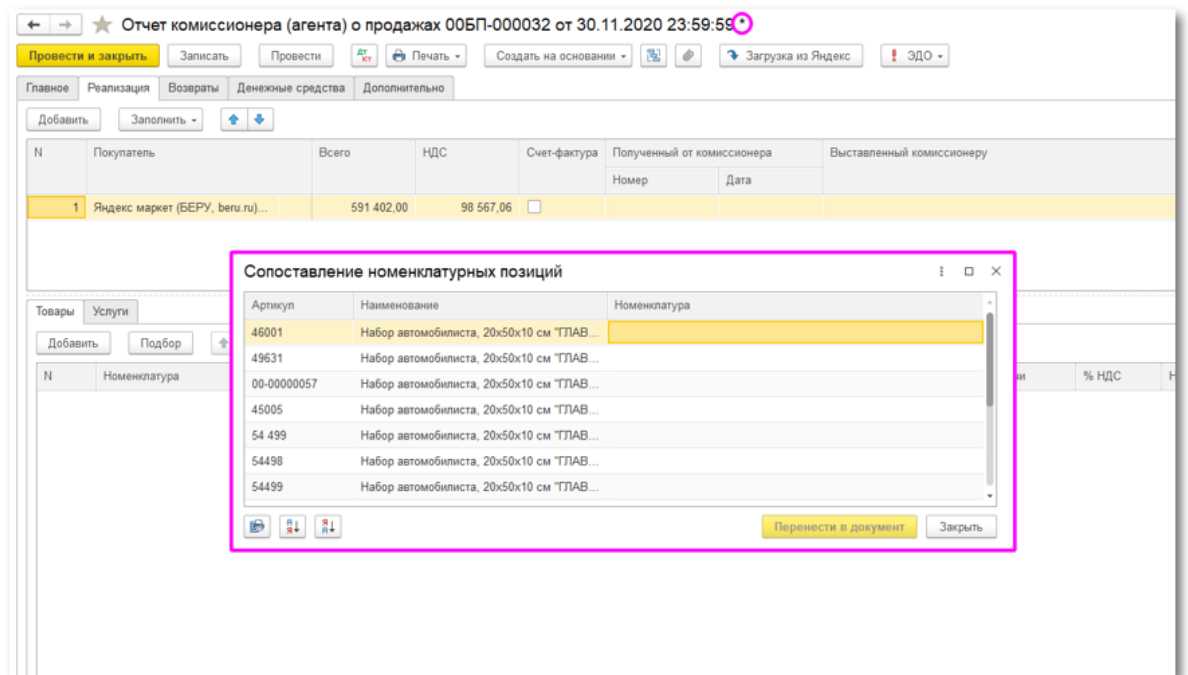 Отчет комиссионера (агента) о продажах 00БП-000032 от 30.11.2020 23:59:59 *
Провести и закрыть Записать Провести Дт Кт Печать Создать на основании Загрузка из Яндекс ЭДО
Главное Реализация Возвраты Денежные средства Дополнительно
Добавить Заполнить
N Покупатель Всего НДС Счет-фактура Полученный от комиссионера Выставленный комиссионеру
Номер Дата
1 Яндекс маркет (БЕРУ, beru.ru)... 591 402,00 98 567,06
Сопоставление номенклатурных позиций
Товары Услуги
Артикул Наименование Номенклатура
46001 Набор автомобилиста, 20х50х10 см "ГЛАВ...
Добавить Подбор
49631 Набор автомобилиста, 20х50х10 см "ГЛАВ...
N Номенклатура % НДС Н
00-00000057 Набор автомобилиста, 20х50х10 см "ГЛАВ...
45005 Набор автомобилиста, 20х50х10 см "ГЛАВ...
54 499 Набор автомобилиста, 20х50х10 см "ГЛАВ...
54498 Набор автомобилиста, 20х50х10 см "ГЛАВ...
54499 Набор автомобилиста, 20х50х10 см "ГЛАВ...
Перенести в документ Закрыть